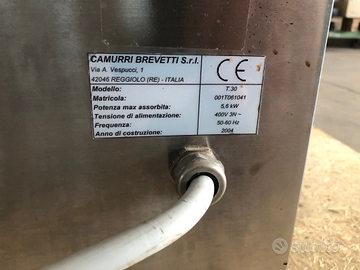 CAMURRI BREVETTI S.r.l.
Via A. Vespucci, 1
42046 REGGIOLO (RE) - ITALIA
CE
Modello: T.30
Matricola: 001T061041
Potenza max assorbita: 5,6 kW
Tensione di alimentazione: 400V 3N ~
Frequenza: 50-60 Hz
Anno di costruzione: 2004
subito